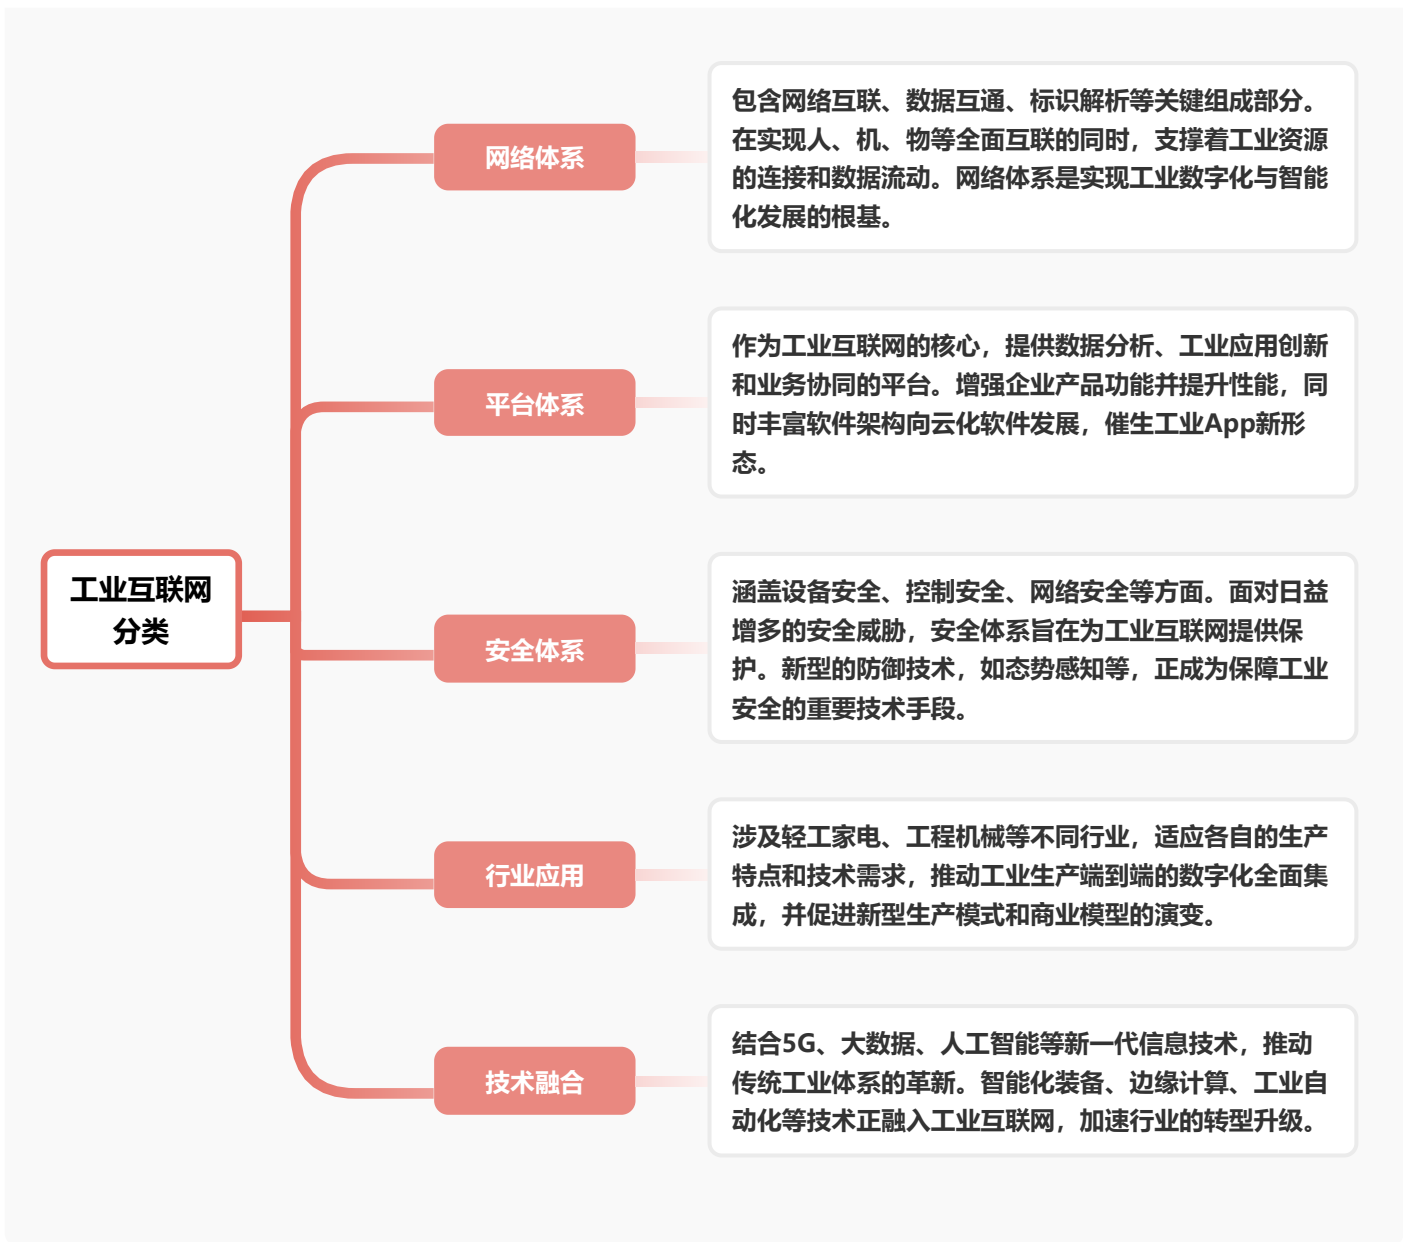 工业互联网
分类
网络体系
包含网络互联、数据互通、标识解析等关键组成部分。
在实现人、机、物等全面互联的同时，支撑着工业资源
的连接和数据流动。网络体系是实现工业数字化与智能
化发展的根基。
平台体系
作为工业互联网的核心，提供数据分析、工业应用创新
和业务协同的平台。增强企业产品功能并提升性能，同
时丰富软件架构向云化软件发展，催生工业App新形
态。
安全体系
涵盖设备安全、控制安全、网络安全等方面。面对日益
增多的安全威胁，安全体系旨在为工业互联网提供保
护。新型的防御技术，如态势感知等，正成为保障工业
安全的重要技术手段。
行业应用
涉及轻工家电、工程机械等不同行业，适应各自的生产
特点和技术需求，推动工业生产端到端的数字化全面集
成，并促进新型生产模式和商业模型的演变。
技术融合
结合5G、大数据、人工智能等新一代信息技术，推动
传统工业体系的革新。智能化装备、边缘计算、工业自
动化等技术正融入工业互联网，加速行业的转型升级。